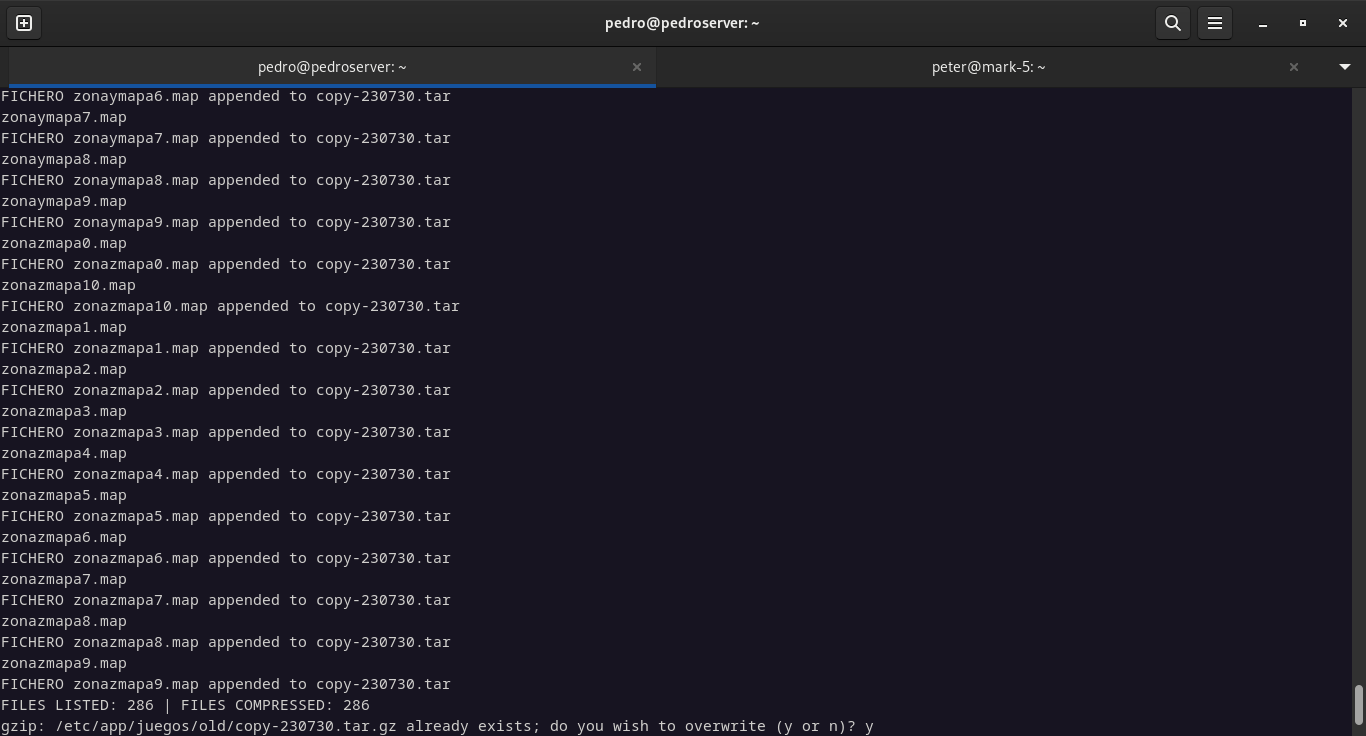 pedro@pedroserver: ~
pedro@pedroserver: ~
peter@mark-5: ~
FICHERO zonaymapa6.map appended to copy-230730.tar
zonaymapa7.map
FICHERO zonaymapa7.map appended to copy-230730.tar
zonaymapa8.map
FICHERO zonaymapa8.map appended to copy-230730.tar
zonaymapa9.map
FICHERO zonaymapa9.map appended to copy-230730.tar
zonazmapa0.map
FICHERO zonazmapa0.map appended to copy-230730.tar
zonazmapa10.map
FICHERO zonazmapa10.map appended to copy-230730.tar
zonazmapa1.map
FICHERO zonazmapa1.map appended to copy-230730.tar
zonazmapa2.map
FICHERO zonazmapa2.map appended to copy-230730.tar
zonazmapa3.map
FICHERO zonazmapa3.map appended to copy-230730.tar
zonazmapa4.map
FICHERO zonazmapa4.map appended to copy-230730.tar
zonazmapa5.map
FICHERO zonazmapa5.map appended to copy-230730.tar
zonazmapa6.map
FICHERO zonazmapa6.map appended to copy-230730.tar
zonazmapa7.map
FICHERO zonazmapa7.map appended to copy-230730.tar
zonazmapa8.map
FICHERO zonazmapa8.map appended to copy-230730.tar
zonazmapa9.map
FICHERO zonazmapa9.map appended to copy-230730.tar
FILES LISTED: 286 | FILES COMPRESSED: 286
gzip: /etc/app/juegos/old/copy-230730.tar.gz already exists; do you wish to overwrite (y or n)? y